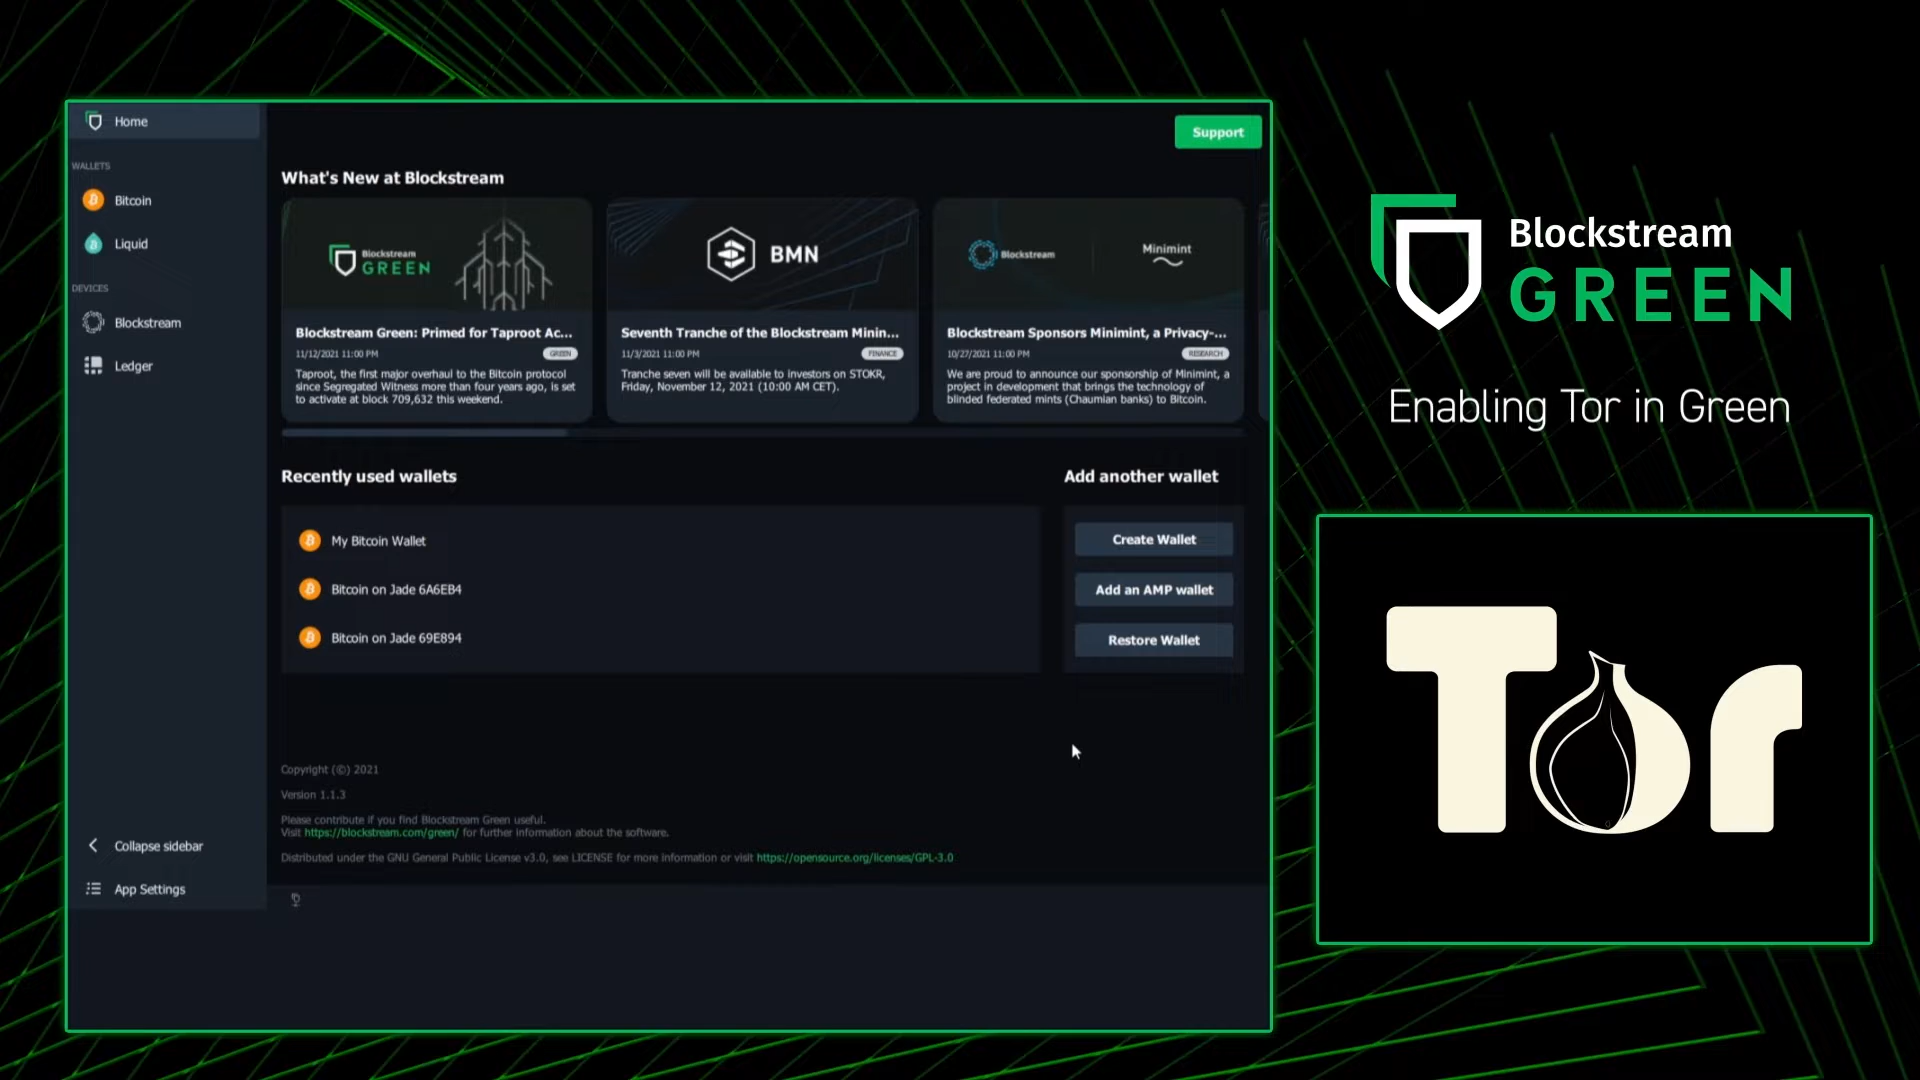 Home
WALLETS
Bitcoin
Liquid
DEVICES
Blockstream
Ledger
Collapse sidebar
App Settings
Support
What's New at Blockstream
Blockstream
GREEN
Blockstream Green: Primed for Taproot Ac...
11/12/2021 11:00 PM
GREEN
Taproot, the first major overhaul to the Bitcoin protocol
since Segregated Witness more than four years ago, is set
to activate at block 709,632 this weekend.
BMN
Seventh Tranche of the Blockstream Minin...
11/3/2021 11:00 PM
FINANCE
Tranche seven will be available to investors on STOKR,
Friday, November 12, 2021 (10:00 AM CET).
Blockstream
Minimint
Blockstream Sponsors Minimint, a Privacy-...
10/27/2021 11:00 PM
RESEARCH
We are proud to announce our sponsorship of Minimint, a
project in development that brings the technology of
blinded federated mints (Chaumian banks) to Bitcoin.
Recently used wallets
My Bitcoin Wallet
Bitcoin on Jade 6A6EB4
Bitcoin on Jade 69E894
Add another wallet
Create Wallet
Add an AMP wallet
Restore Wallet
Copyright (©) 2021
Version 1.1.3
Please contribute if you find Blockstream Green useful.
Visit https://blockstream.com/green/ for further information about the software.
Distributed under the GNU General Public License v3.0, see LICENSE for more information or visit https://opensource.org/licenses/GPL-3.0
Blockstream
GREEN
Enabling Tor in Green
Tor